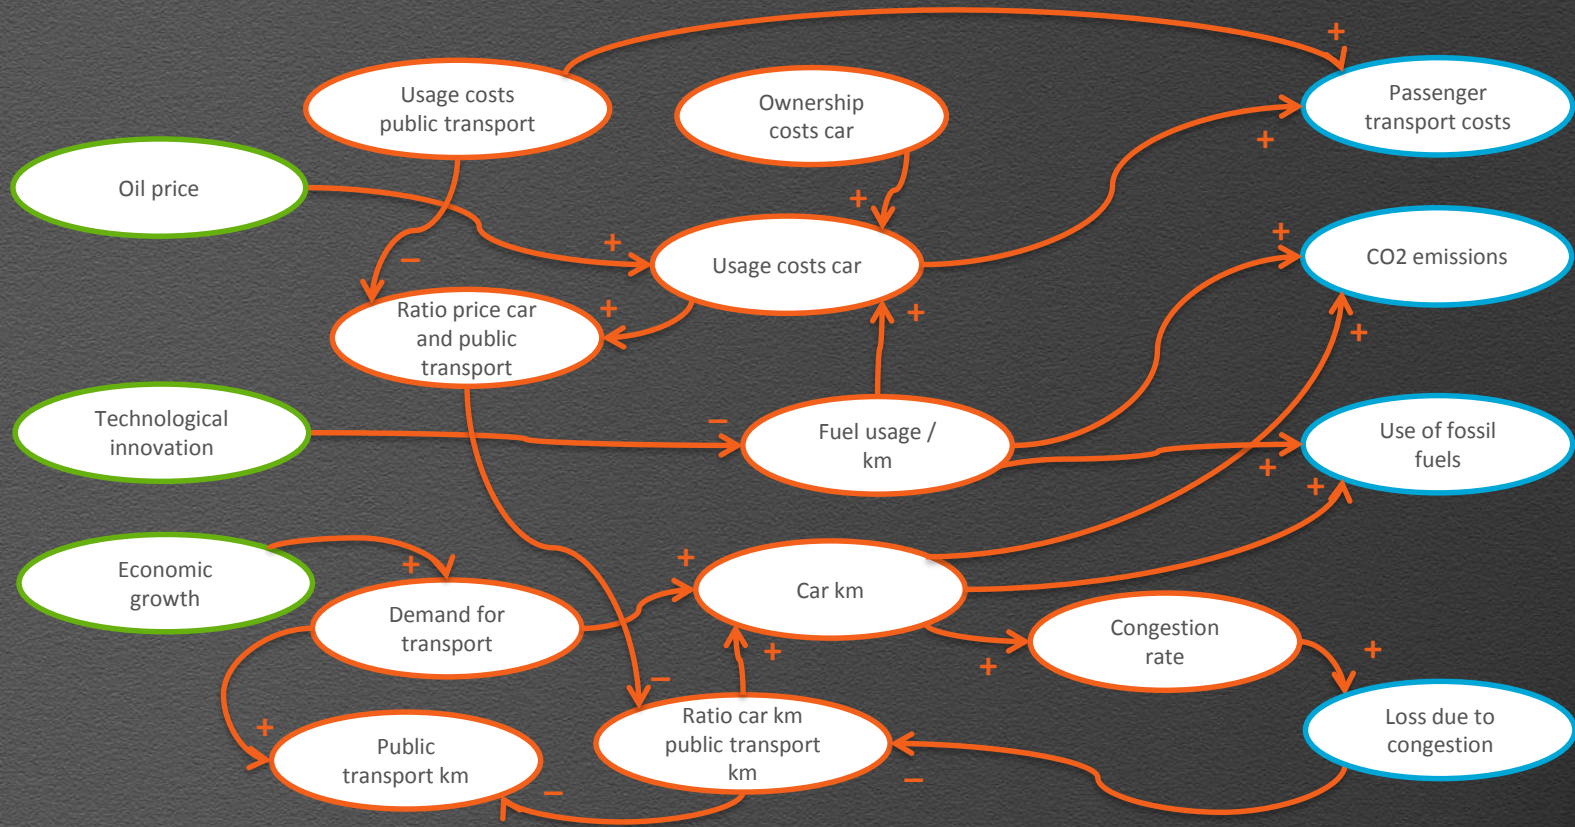 Usage costs
public transport
Ownership
costs car
Passenger
transport costs
Oil price
Usage costs car
CO2 emissions
Ratio price car
and public
transport
Technological
innovation
Fuel usage /
km
Use of fossil
fuels
Economic
growth
Demand for
transport
Car km
Congestion
rate
Public
transport km
Ratio car km
public transport
km
Loss due to
congestion
+
+
+
+
–
+
+
+
+
–
+
+
+
+
+
+
+
+
–
+
–
–